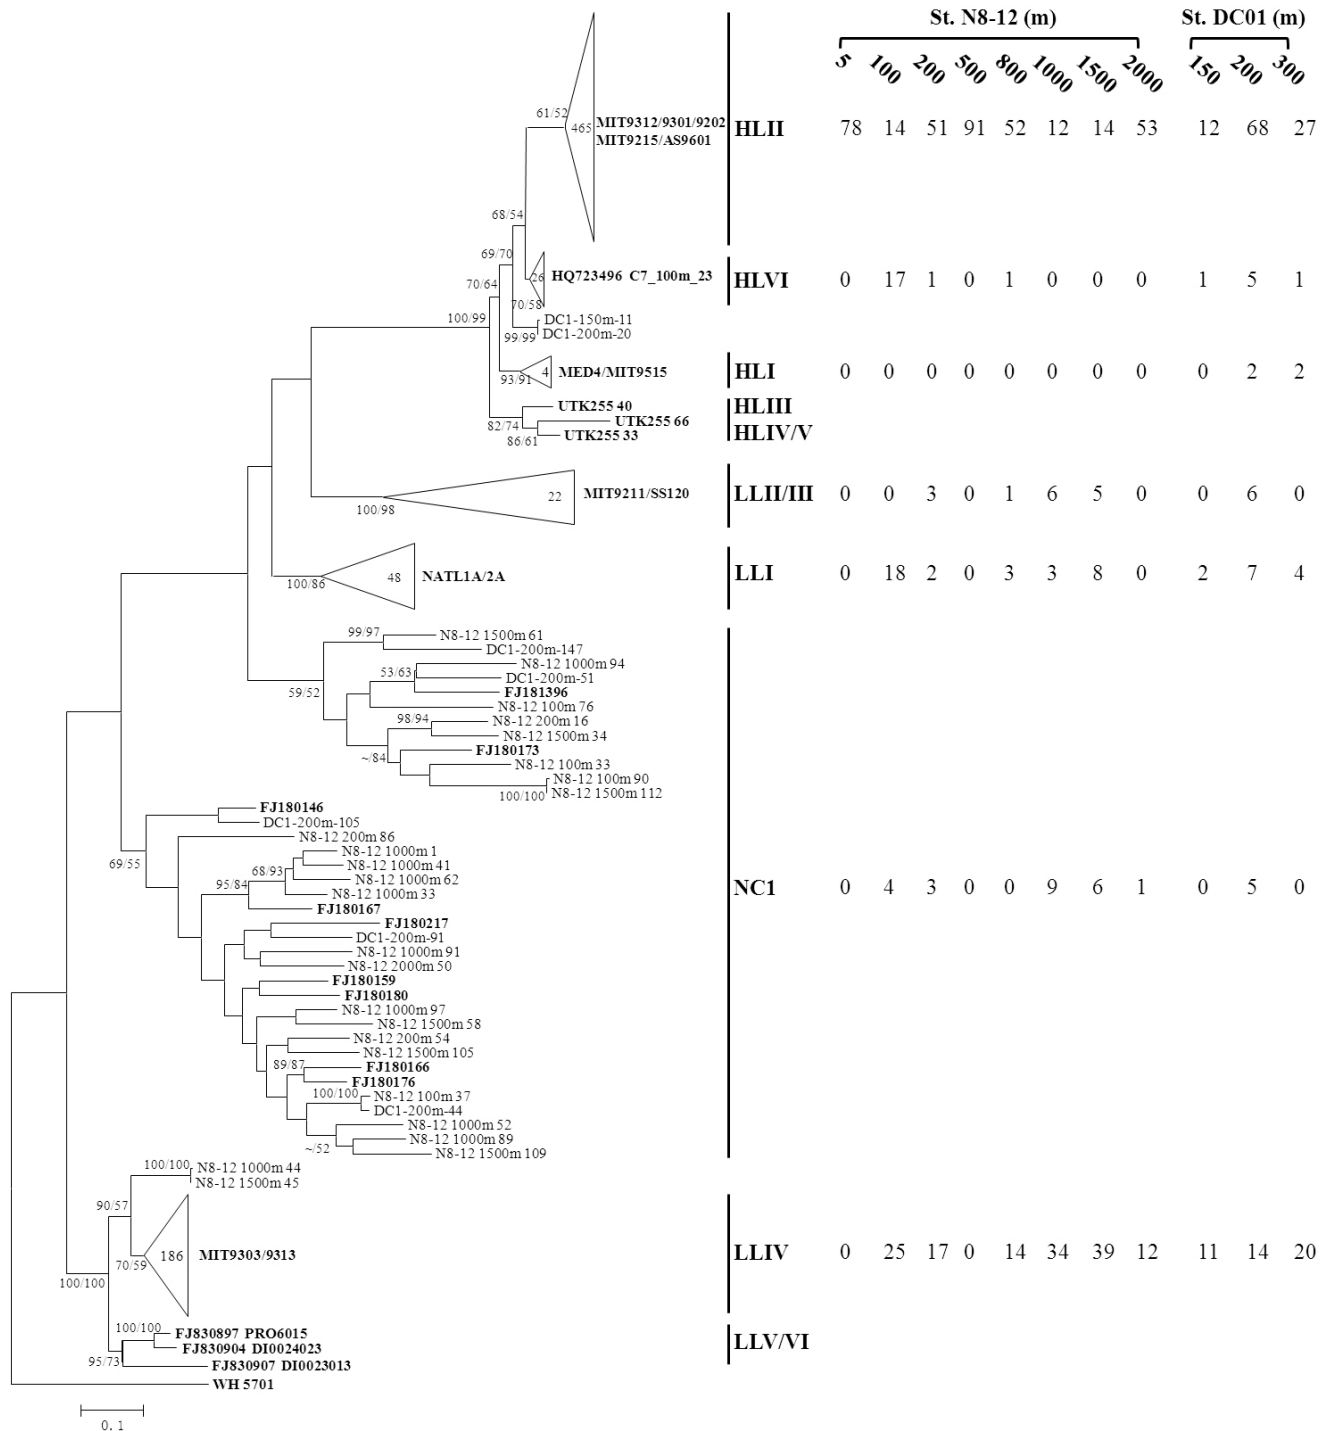 St. N8-12 (m) St. DC01 (m)
5 100 200 500 800 1000 1500 2000 150 200 300
61/52 465 MIT9312/9301/9202 HLII 78 14 51 91 52 12 14 53 12 68 27
MIT9215/AS9601
68/54
69/70
26 HQ723496 C7_100m_23 HLVI 0 17 1 0 1 0 0 0 1 5 1
70/64
70/58
100/99 DC1-150m-11
99/99 DC1-200m-20
4 MED4/MIT9515 HLI 0 0 0 0 0 0 0 0 0 2 2
93/91
UTK255 40 HLIII
82/74 UTK255 66
86/61 UTK255 33 HLIV/V
22 MIT9211/SS120 LLII/III 0 0 3 0 1 6 5 0 0 6 0
100/98
48 NATL1A/2A LLI 0 18 2 0 3 3 8 0 2 7 4
100/86
99/97 N8-12 1500m 61
DC1-200m-147
N8-12 1000m 94
53/63 DC1-200m-51
59/52 FJ181396
N8-12 100m 76
98/94 N8-12 200m 16
N8-12 1500m 34
~/84 FJ180173
N8-12 100m 33
N8-12 100m 90
100/100 N8-12 1500m 112
FJ180146
DC1-200m-105
N8-12 200m 86
69/55 N8-12 1000m 1
68/93 N8-12 1000m 41
95/84 N8-12 1000m 62
N8-12 1000m 33 NC1 0 4 3 0 0 9 6 1 0 5 0
FJ180167
FJ180217
DC1-200m-91
N8-12 1000m 91
N8-12 2000m 50
FJ180159
FJ180180
N8-12 1000m 97
N8-12 1500m 58
N8-12 200m 54
N8-12 1500m 105
89/87 FJ180166
FJ180176
100/100 N8-12 100m 37
DC1-200m-44
N8-12 1000m 52
N8-12 1000m 89
~/52 N8-12 1500m 109
100/100 N8-12 1000m 44
N8-12 1500m 45
90/57
186 MIT9303/9313 LLIV 0 25 17 0 14 34 39 12 11 14 20
70/59
100/100
100/100 FJ830897 PRO6015 LLV/VI
FJ830904 DI0024023
95/73 FJ830907 DI0023013
WH 5701
0.1